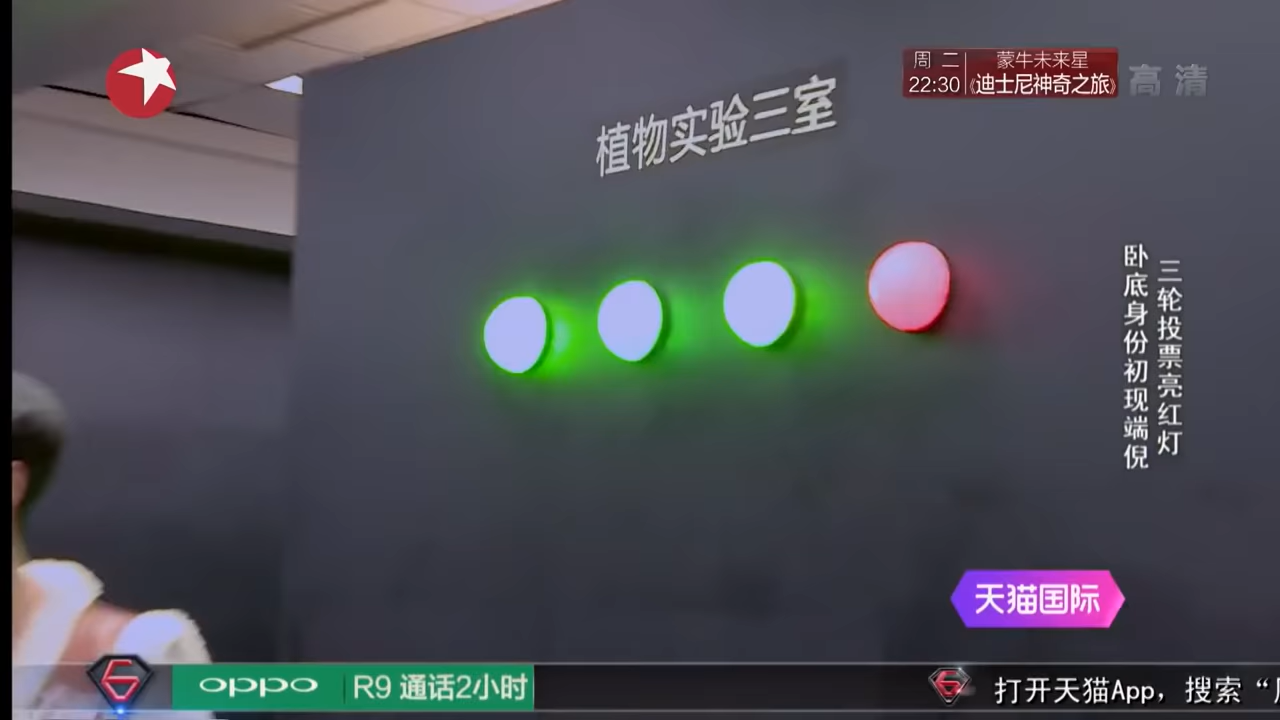 周二
22:30
蒙牛未来星
《迪士尼神奇之旅》
高清
植物实验三室
三轮投票亮红灯
卧底身份初现端倪
天猫国际
oppo
R9 通话2小时
打开天猫App，搜索“